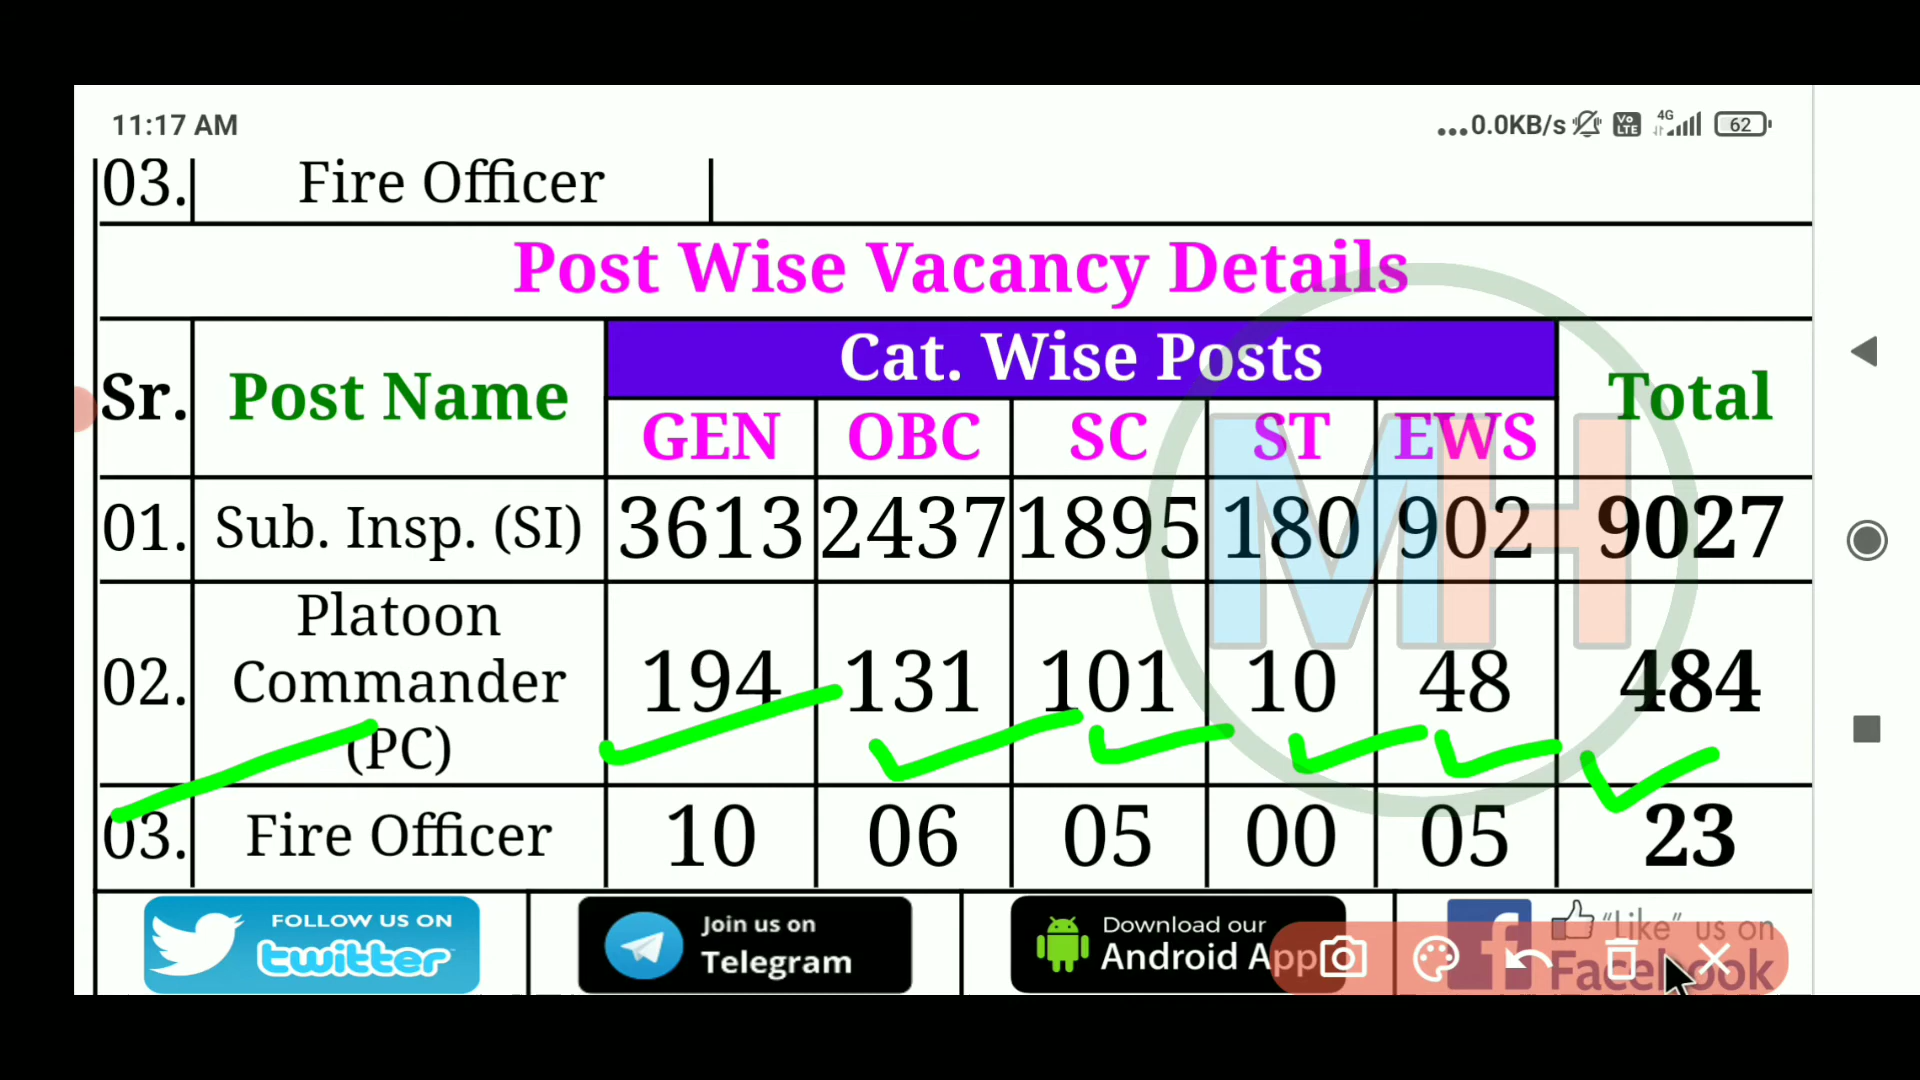 11:17 AM ...0.0KB/s Vo LTE 4G 62
03. Fire Officer
Post Wise Vacancy Details
Sr. Post Name Cat. Wise Posts Total
GEN OBC SC ST EWS
01. Sub. Insp. (SI) 3613 2437 1895 180 902 9027
Platoon
02. Commander 194 131 101 10 48 484
(PC)
03. Fire Officer 10 06 05 00 05 23
MH
FOLLOW US ON
twitter
Join us on
Telegram
Download our
Android App
"Like" us on
Facebook